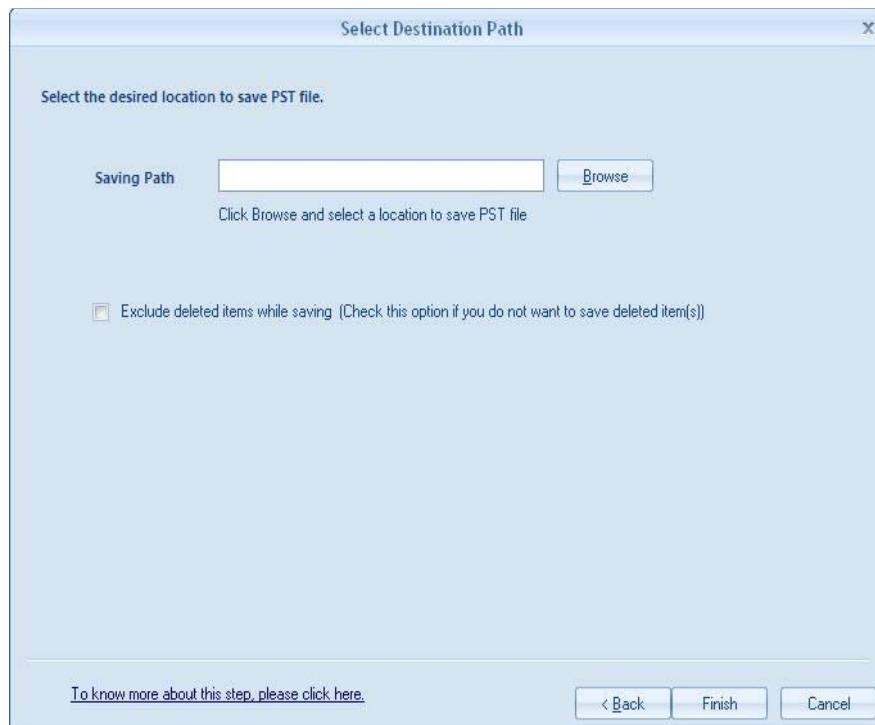 Select Destination Path
X
Select the desired location to save PST file.
Saving Path
Browse
Click Browse and select a location to save PST file
Exclude deleted items while saving (Check this option if you do not want to save deleted item(s))
To know more about this step, please click here.
< Back
Finish
Cancel